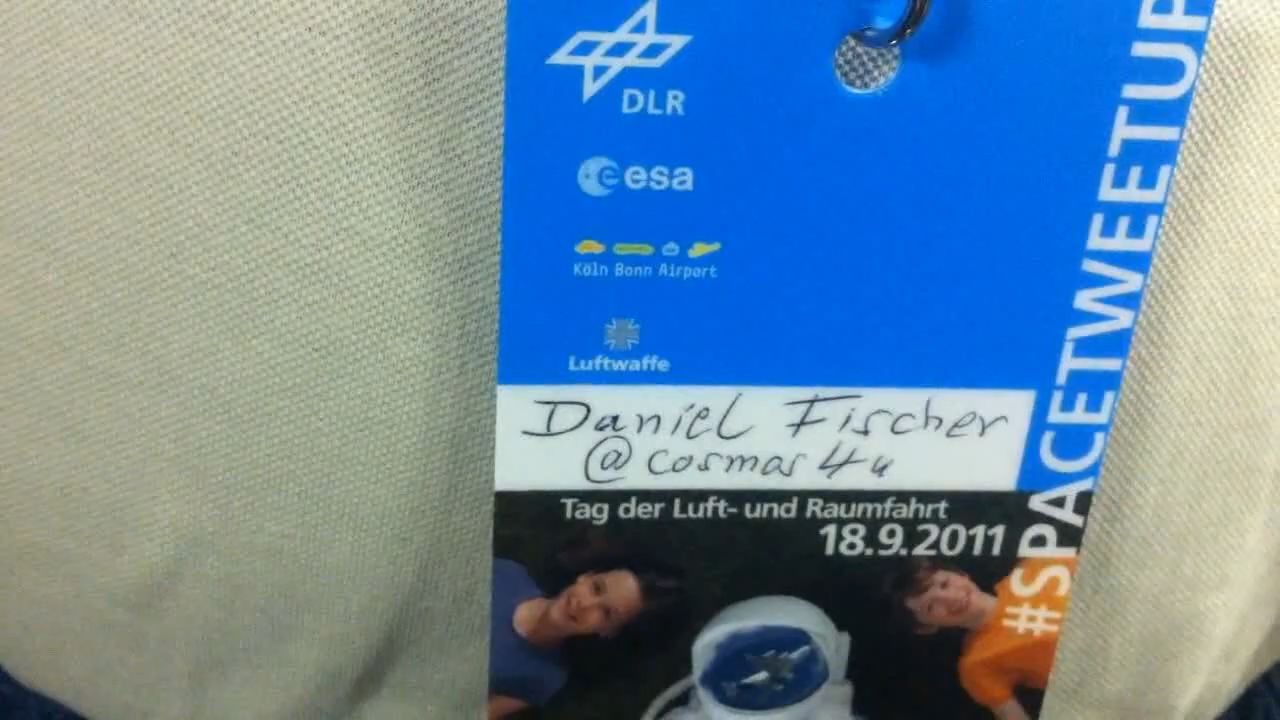 DLR
esa
Köln Bonn Airport
Luftwaffe
Daniel Fischer
@cosmos4u
Tag der Luft- und Raumfahrt
18.9.2011
#SPACETWEETUP